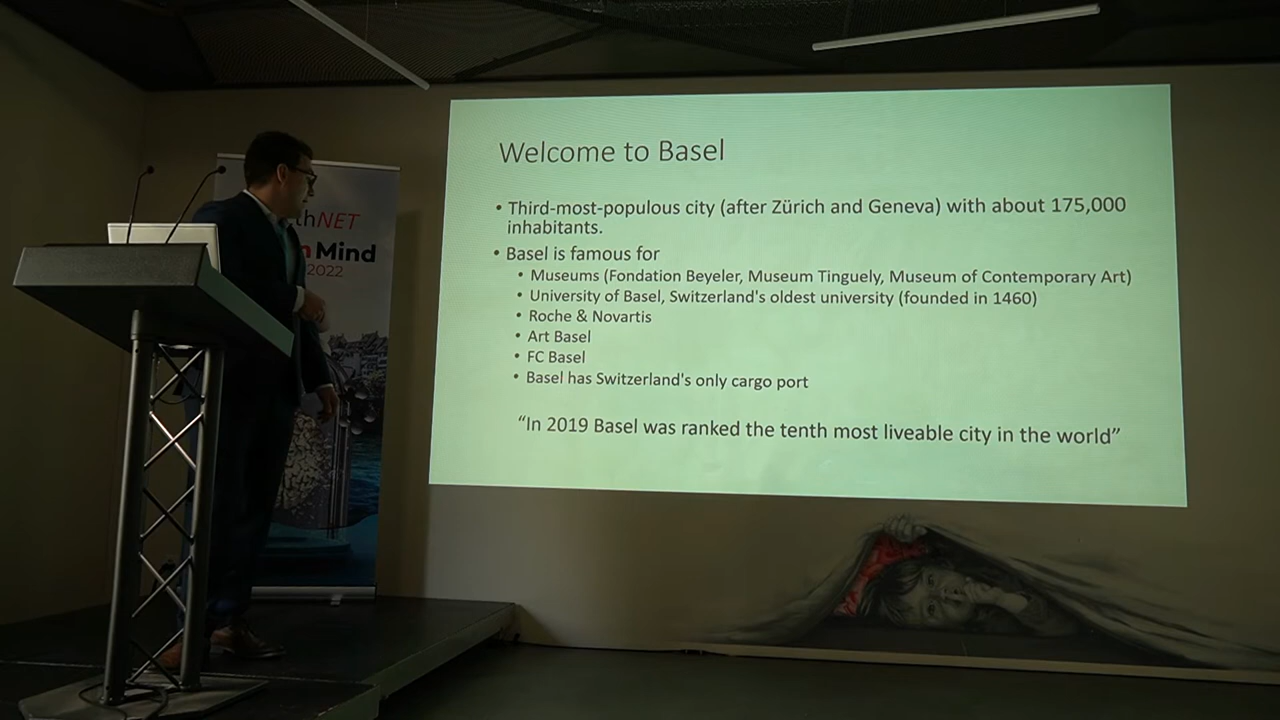 Welcome to Basel
• Third-most-populous city (after Zürich and Geneva) with about 175,000
inhabitants.
• Basel is famous for
• Museums (Fondation Beyeler, Museum Tinguely, Museum of Contemporary Art)
• University of Basel, Switzerland's oldest university (founded in 1460)
• Roche & Novartis
• Art Basel
• FC Basel
• Basel has Switzerland's only cargo port
“In 2019 Basel was ranked the tenth most liveable city in the world”
thNET
Mind
2022